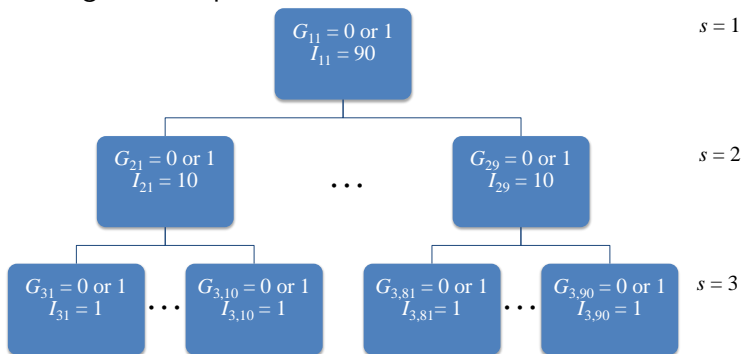 G₁₁ = 0 or 1
I₁₁ = 90
s = 1
G₂₁ = 0 or 1
I₂₁ = 10
...
G₂₉ = 0 or 1
I₂₉ = 10
s = 2
G₃₁ = 0 or 1
I₃₁ = 1
...
G₃,₁₀ = 0 or 1
I₃,₁₀ = 1
G₃,₈₁ = 0 or 1
I₃,₈₁ = 1
...
G₃,₉₀ = 0 or 1
I₃,₉₀ = 1
s = 3